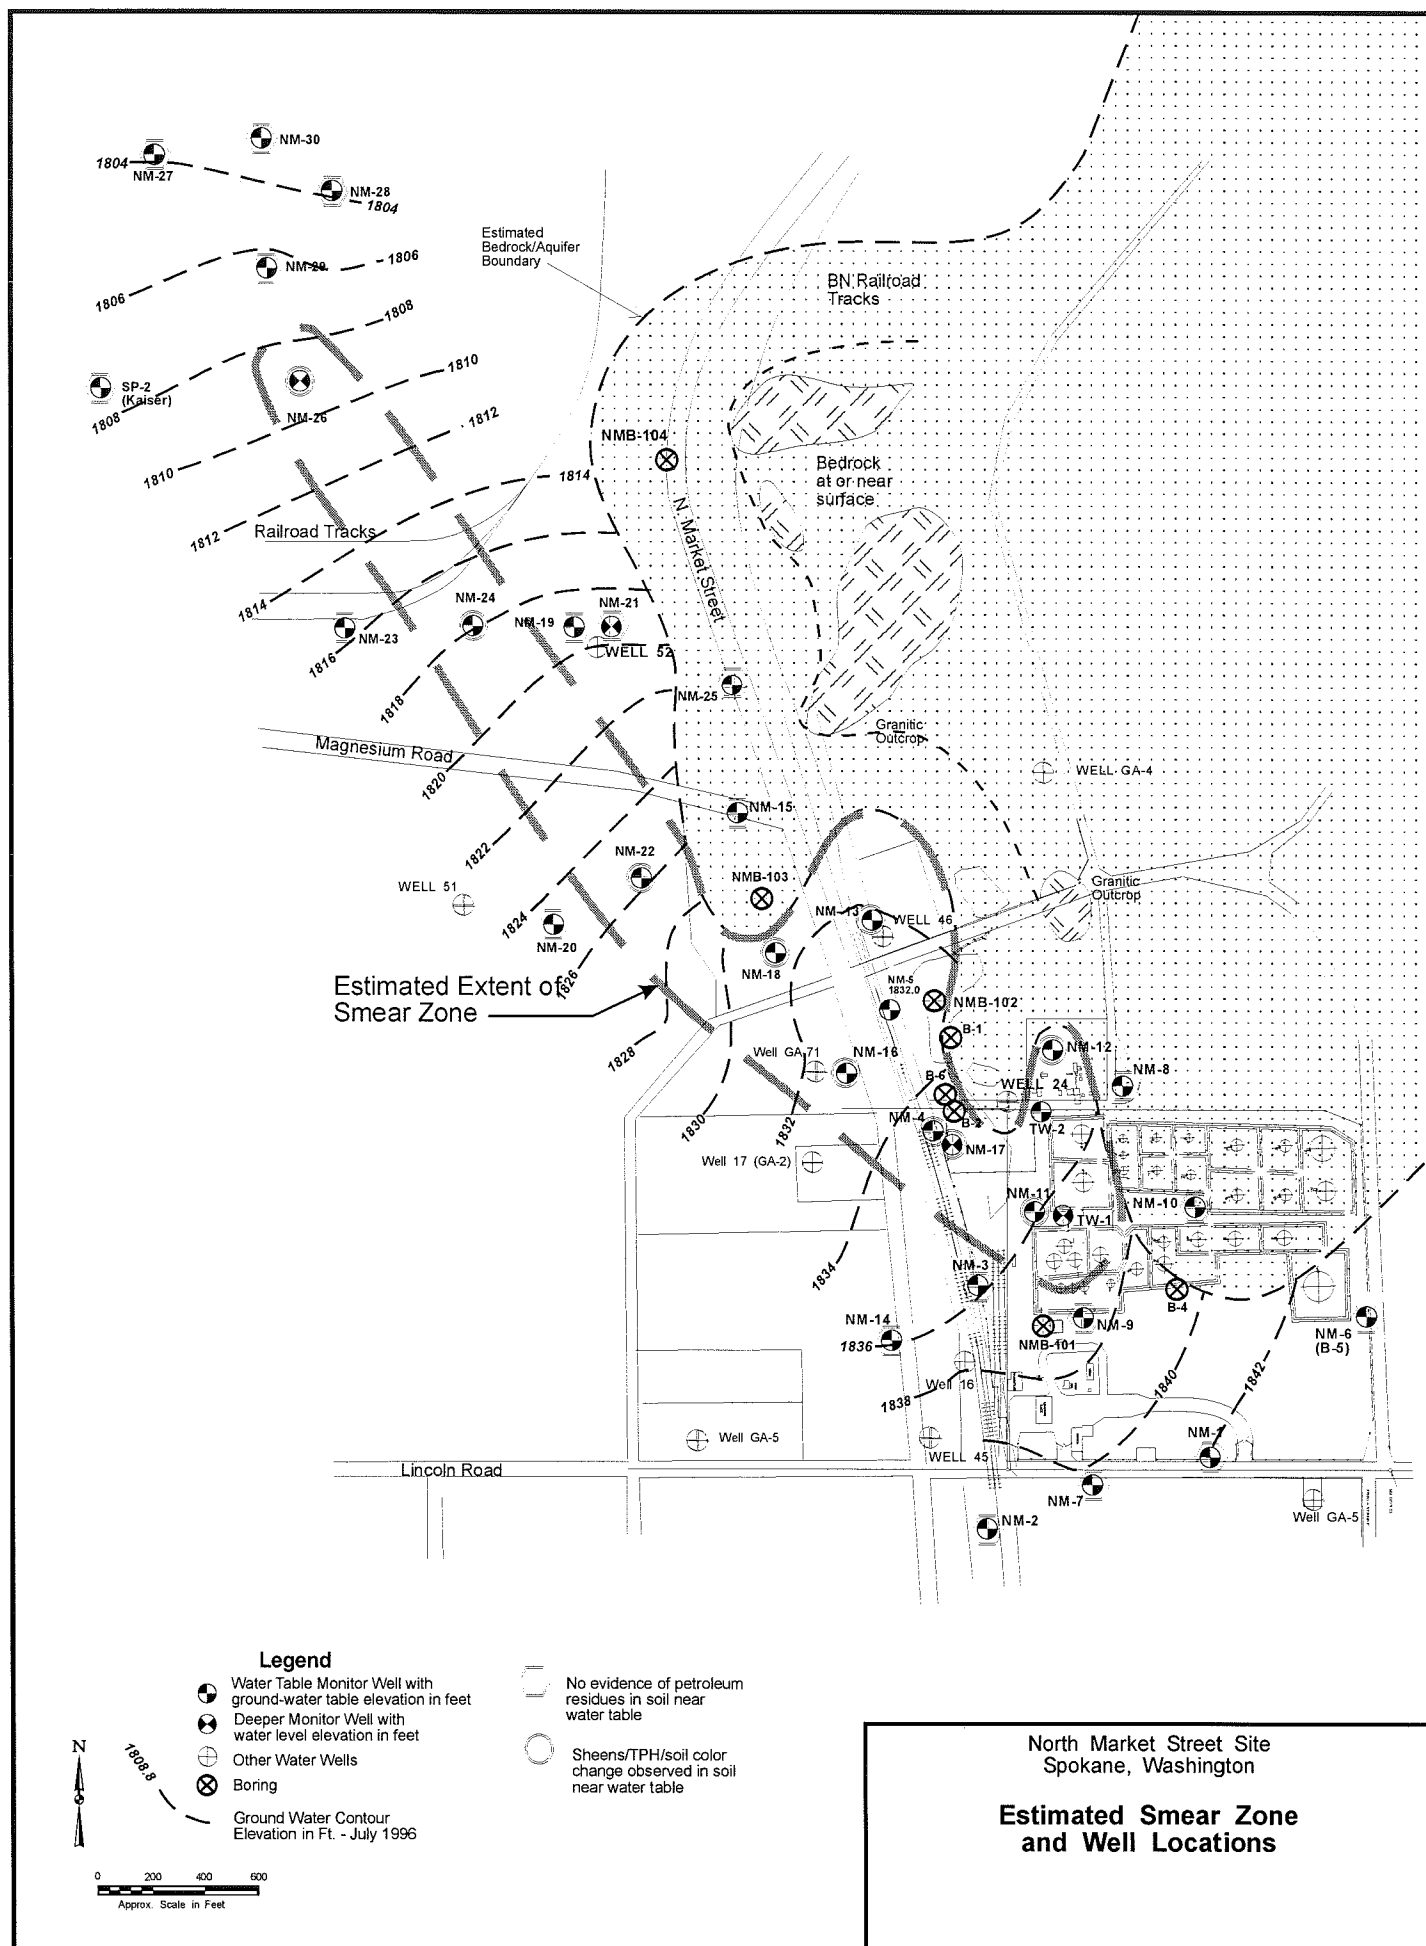 NM-30
1804
NM-27
NM-28
1804
Estimated
Bedrock/Aquifer
Boundary
1806
NM-29
1806
BN Railroad
Tracks
1808
1810
SP-2
(Kaiser)
1808
NM-26
1812
NMB-104
1810
Bedrock
at or near
surface
1814
N. Market Street
1812
Railroad Tracks
1814
NM-24
NM-21
NM-19
NM-23
WELL 52
1816
NM-25
1818
Granitic
Outcrop
Magnesium Road
1820
WELL GA-4
NM-15
1822
NM-22
WELL 51
NMB-103
Granitic
Outcrop
1824
NM-20
NM-13
WELL 46
NM-18
1826
Estimated Extent of
Smear Zone
NM-5
1832.0
NMB-102
B-1
1828
Well GA-71
NM-16
NM-12
NM-8
B-6
WELL 24
1830
1832
NM-4
B-2
TW-2
NM-17
Well 17 (GA-2)
NM-11
TW-1
NM-10
1834
NM-3
B-4
NM-14
NM-9
1836
NMB-101
NM-6
(B-5)
Well 16
1838
1840
1842
Well GA-5
WELL 45
NM-1
Lincoln Road
NM-7
Well GA-5
NM-2
Legend
Water Table Monitor Well with
ground-water table elevation in feet
Deeper Monitor Well with
water level elevation in feet
Other Water Wells
Boring
1808.8
Ground Water Contour
Elevation in Ft. - July 1996
No evidence of petroleum
residues in soil near
water table
Sheens/TPH/soil color
change observed in soil
near water table
N
0 200 400 600
Approx. Scale in Feet
North Market Street Site
Spokane, Washington
Estimated Smear Zone
and Well Locations